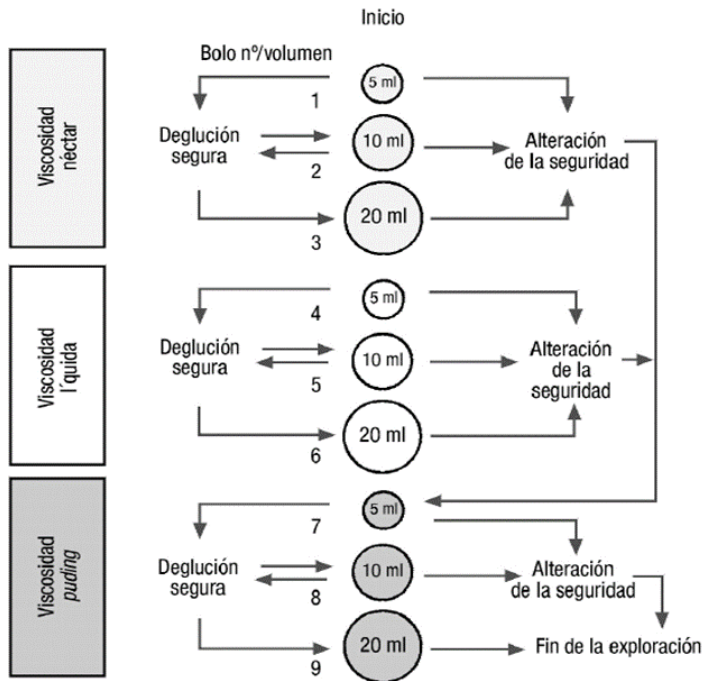 Inicio
Bolo nº/volumen
Viscosidad
néctar
5 ml
1
Deglución
segura
10 ml
2
Alteración
de la seguridad
20 ml
3
Viscosidad
l´quida
5 ml
4
Deglución
segura
10 ml
5
Alteración
de la
seguridad
20 ml
6
Viscosidad
puding
5 ml
7
Deglución
segura
10 ml
8
Alteración
de la seguridad
20 ml
9
Fin de la exploración